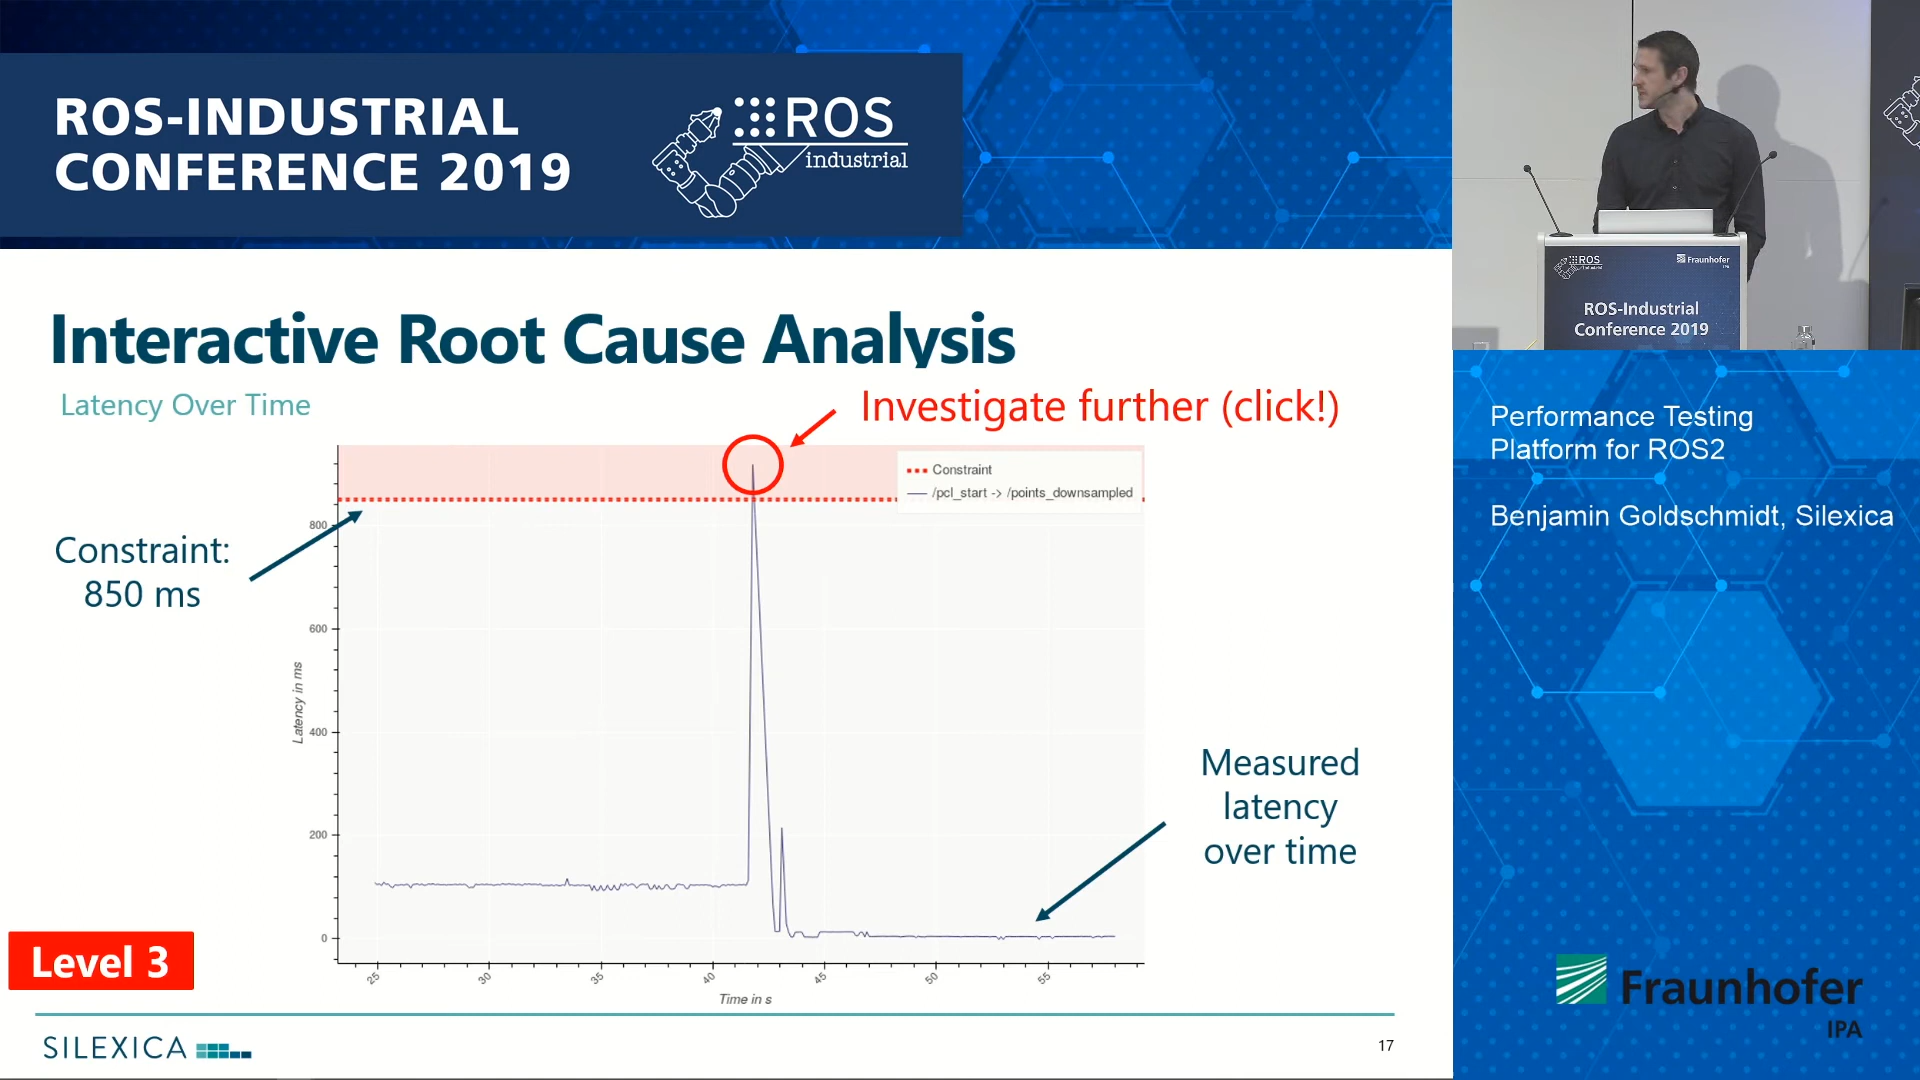 ROS-INDUSTRIAL
CONFERENCE 2019
ROS
industrial
Interactive Root Cause Analysis
Latency Over Time
Investigate further (click!)
Constraint
/pcl_start -> /points_downsampled
Constraint:
850 ms
800
600
400
200
0
Latency in ms
25
30
35
40
45
50
55
Time in s
Measured
latency
over time
Level 3
SILEXICA
17
ROS
industrial
Fraunhofer
IPA
ROS-Industrial
Conference 2019
Performance Testing
Platform for ROS2
Benjamin Goldschmidt, Silexica
Fraunhofer
IPA